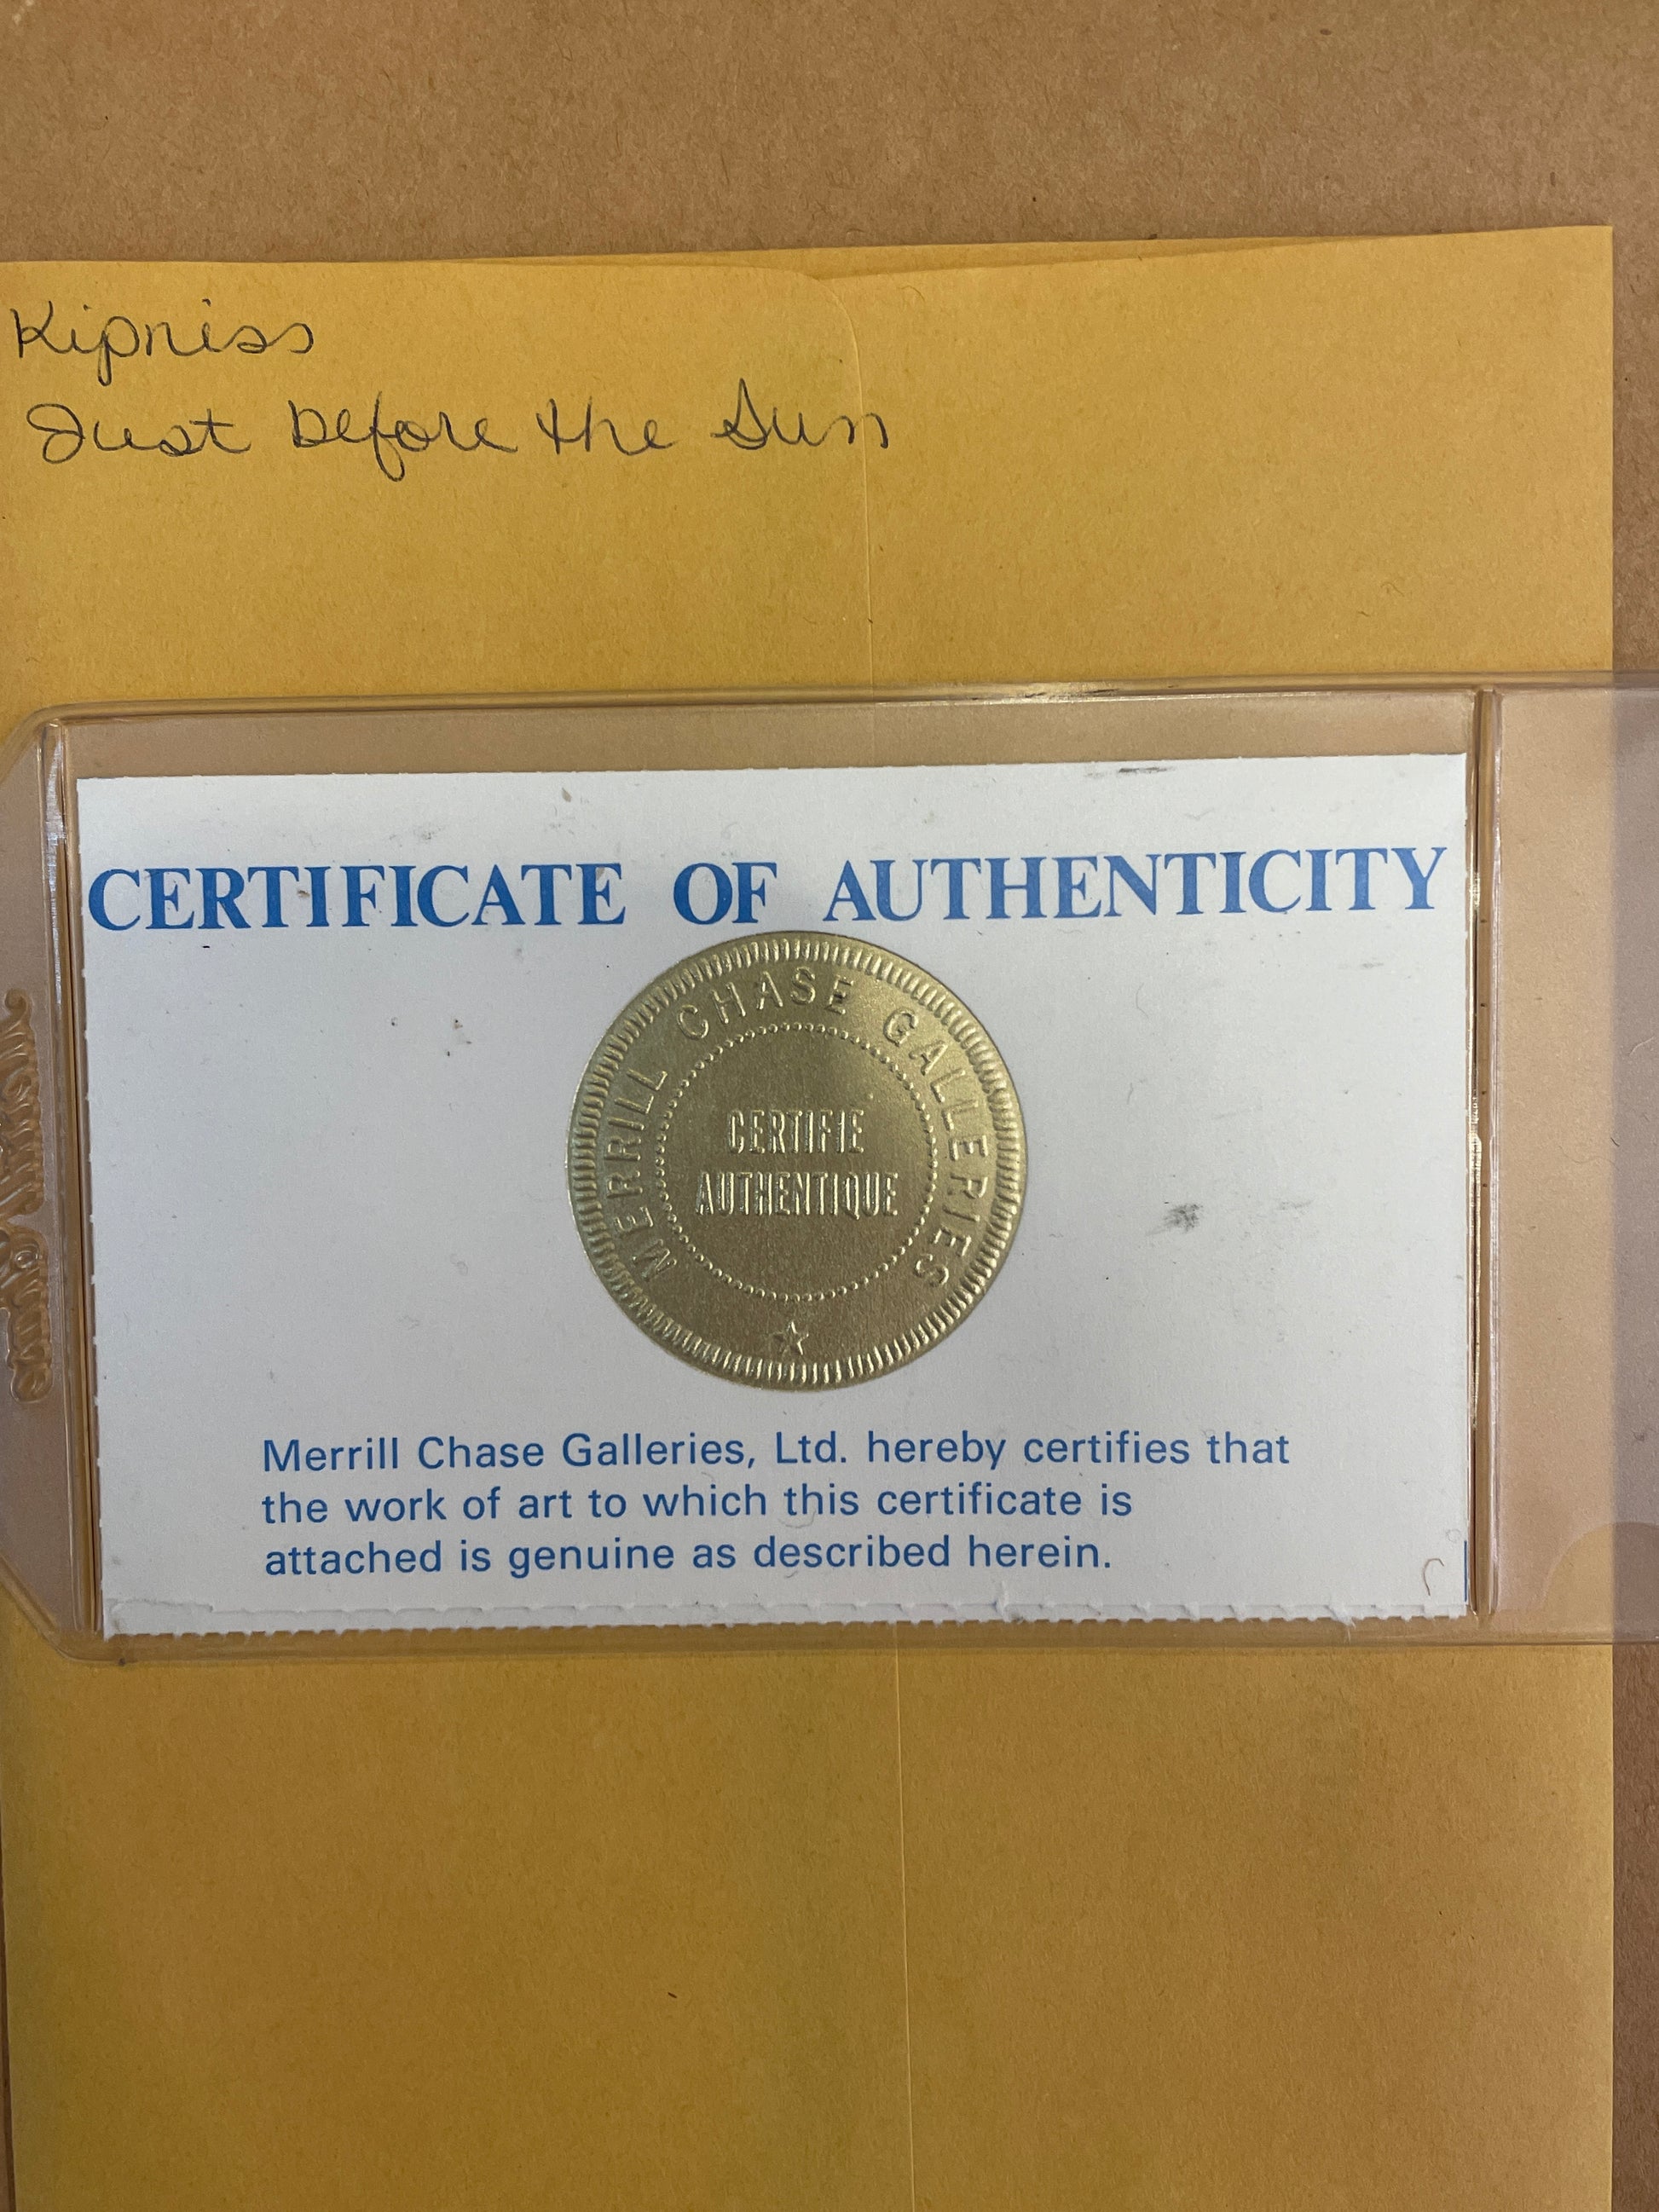 Kipniss
Just before the Sun
CERTIFICATE OF AUTHENTICITY
MERRILL CHASE GALLERIES
CERTIFIE
AUTHENTIQUE
Merrill Chase Galleries, Ltd. hereby certifies that
the work of art to which this certificate is
attached is genuine as described herein.